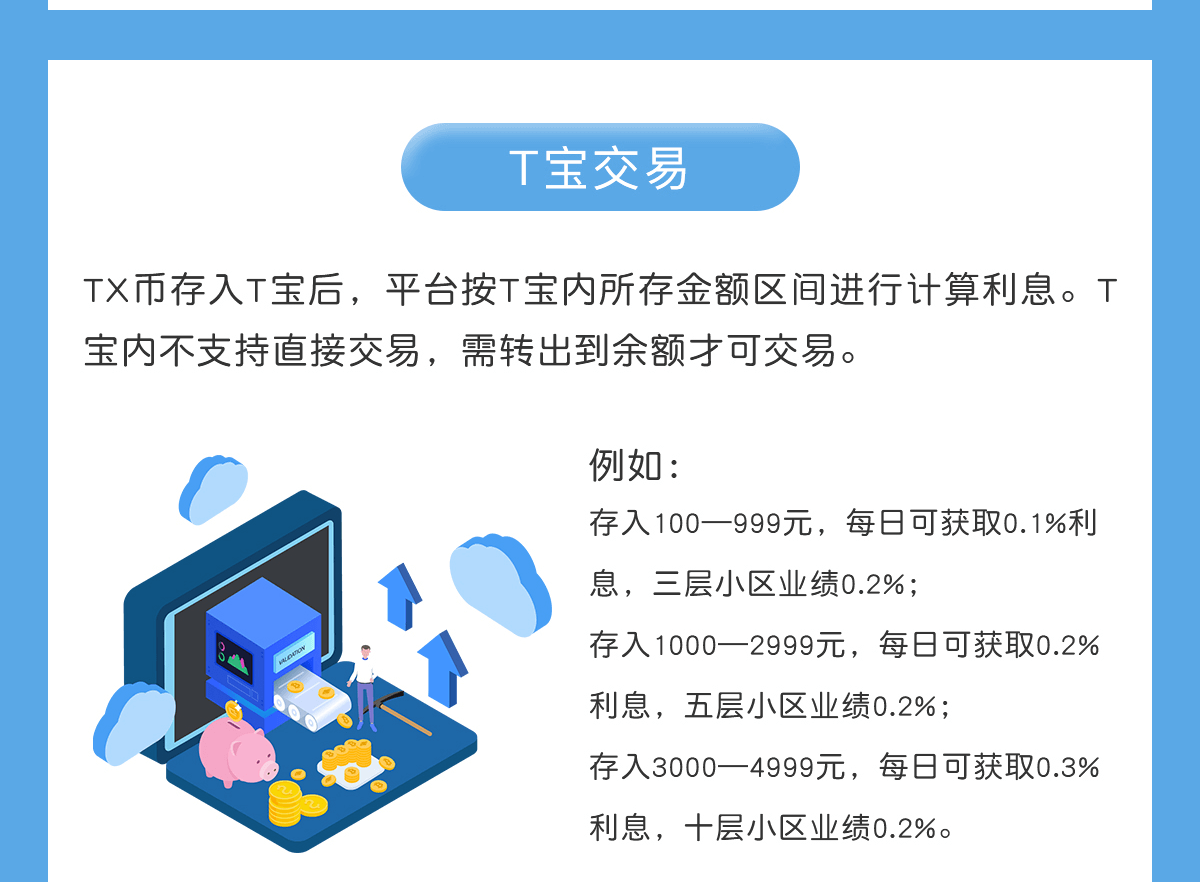 T宝交易
TX币存入T宝后，平台按T宝内所存金额区间进行计算利息。T
宝内不支持直接交易，需转出到余额才可交易。
例如：
存入100—999元，每日可获取0.1%利
息，三层小区业绩0.2%；
存入1000—2999元，每日可获取0.2%
利息，五层小区业绩0.2%；
存入3000—4999元，每日可获取0.3%
利息，十层小区业绩0.2%。
VALIDATION